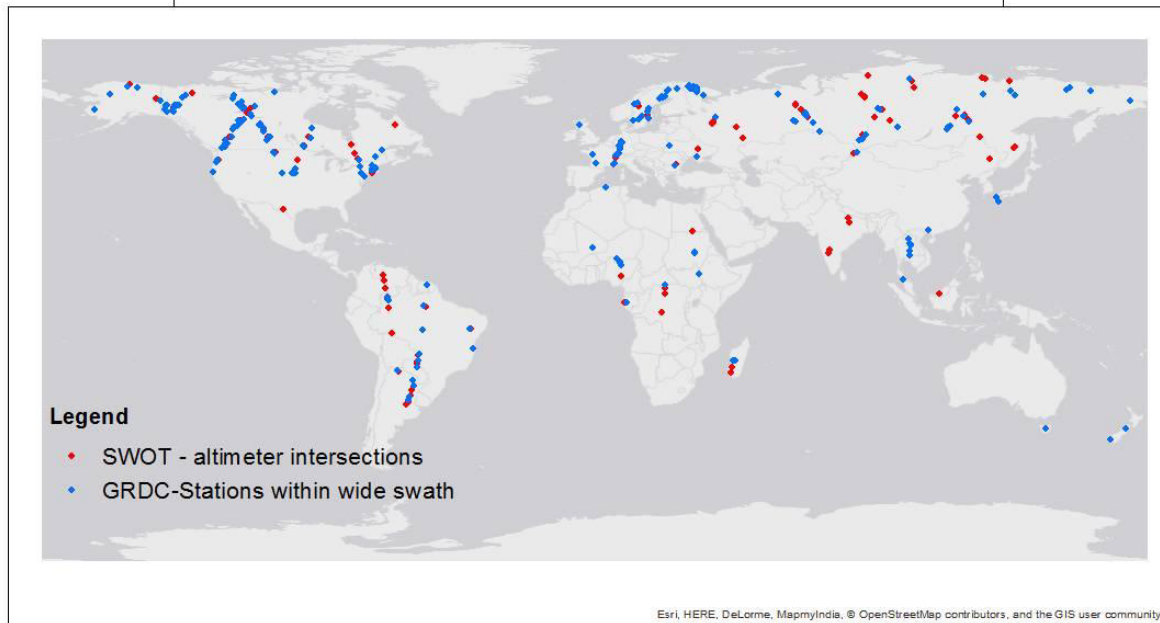 Legend
SWOT - altimeter intersections
GRDC-Stations within wide swath
Esri, HERE, DeLorme, MapmyIndia, © OpenStreetMap contributors, and the GIS user community